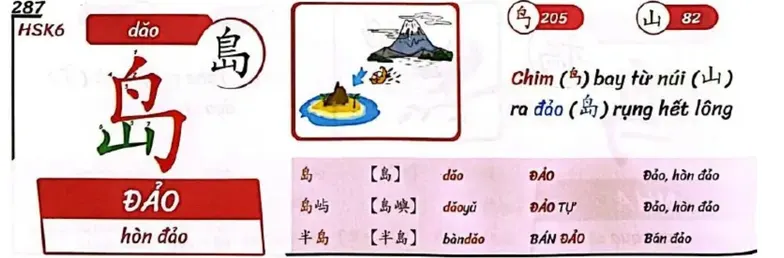 287
HSK6
dǎo
島
岛
ĐẢO
hòn đảo
鸟 205
山 82
Chim (鸟) bay từ núi (山)
ra đảo (岛) rụng hết lông
岛 【島】 dǎo ĐẢO Đảo, hòn đảo
岛屿 【島嶼】 dǎoyǔ ĐẢO TỰ Đảo, hòn đảo
半岛 【半島】 bàndǎo BÁN ĐẢO Bán đảo